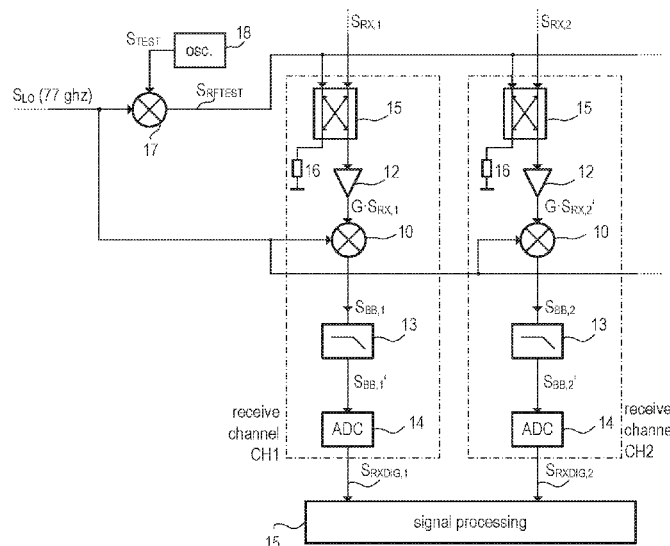 S_RX,1
S_RX,2
S_TEST
osc.
18
S_LO (77 ghz)
S_RFTEST
17
15
15
16
16
12
12
G·S_RX,1
G·S_RX,2'
10
10
S_BB,1
S_BB,2
13
13
S_BB,1'
S_BB,2'
receive
channel
CH1
ADC
14
ADC
14
receive
channel
CH2
S_RXDIG,1
S_RXDIG,2
signal processing
15